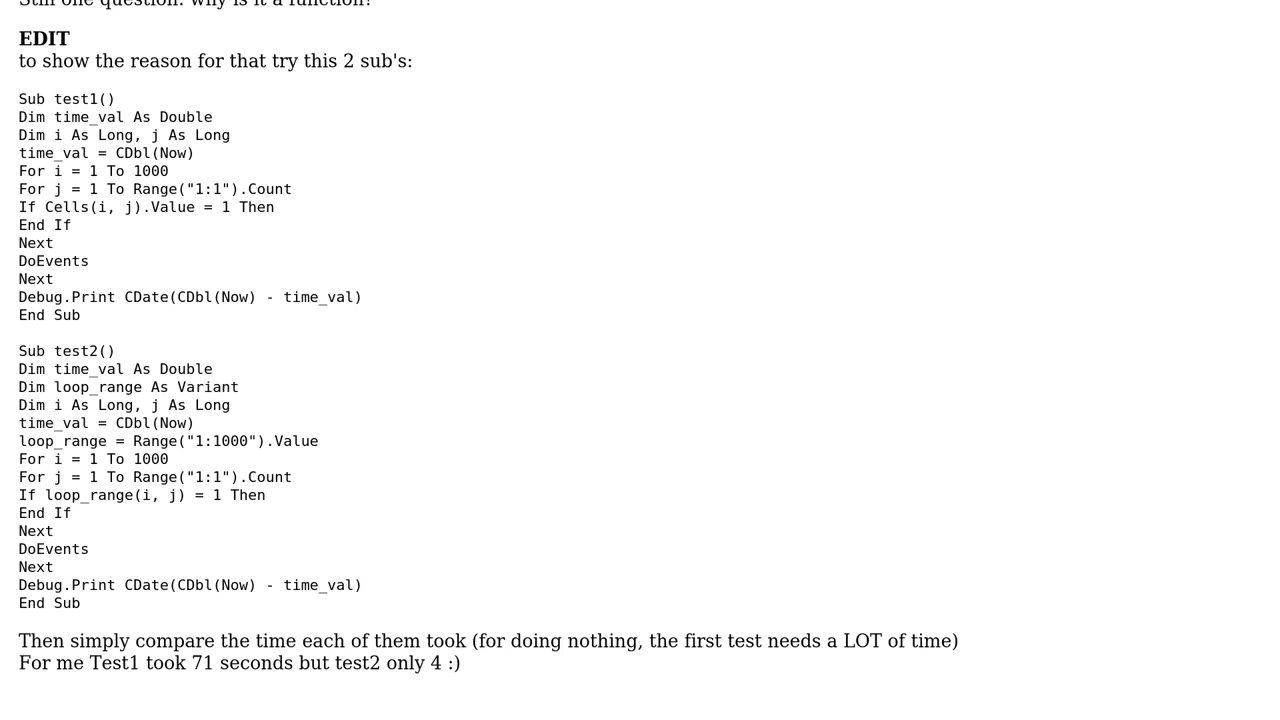 Still one question: why is it a function?
EDIT
to show the reason for that try this 2 sub's:
Sub test1()
Dim time_val As Double
Dim i As Long, j As Long
time_val = CDbl(Now)
For i = 1 To 1000
For j = 1 To Range("1:1").Count
If Cells(i, j).Value = 1 Then
End If
Next
DoEvents
Next
Debug.Print CDate(CDbl(Now) - time_val)
End Sub
Sub test2()
Dim time_val As Double
Dim loop_range As Variant
Dim i As Long, j As Long
time_val = CDbl(Now)
loop_range = Range("1:1000").Value
For i = 1 To 1000
For j = 1 To Range("1:1").Count
If loop_range(i, j) = 1 Then
End If
Next
DoEvents
Next
Debug.Print CDate(CDbl(Now) - time_val)
End Sub
Then simply compare the time each of them took (for doing nothing, the first test needs a LOT of time)
For me Test1 took 71 seconds but test2 only 4 :)